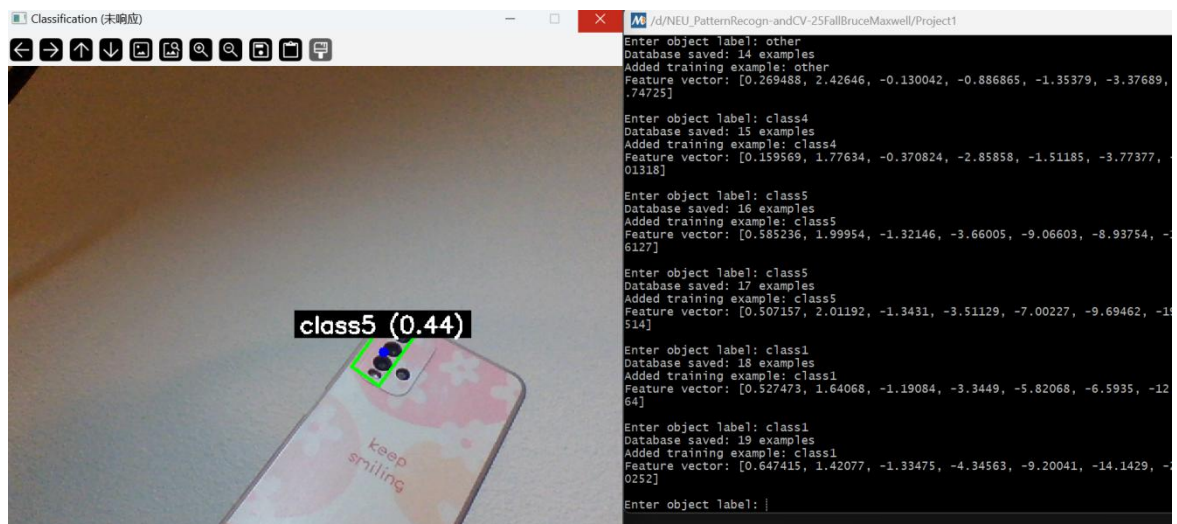 Classification (未响应)
class5 (0.44)
keep
smiling
/d/NEU_PatternRecogn-andCV-25FallBruceMaxwell/Project1
Enter object label: other
Database saved: 14 examples
Added training example: other
Feature vector: [0.269488, 2.42646, -0.130042, -0.886865, -1.35379, -3.37689,
.74725]
Enter object label: class4
Database saved: 15 examples
Added training example: class4
Feature vector: [0.159569, 1.77634, -0.370824, -2.85858, -1.51185, -3.77377, -
01318]
Enter object label: class5
Database saved: 16 examples
Added training example: class5
Feature vector: [0.585236, 1.99954, -1.32146, -3.66005, -9.06603, -8.93754,
6127]
Enter object label: class5
Database saved: 17 examples
Added training example: class5
Feature vector: [0.507157, 2.01192, -1.3431, -3.51129, -7.00227, -9.69462, -19
514]
Enter object label: class1
Database saved: 18 examples
Added training example: class1
Feature vector: [0.527473, 1.64068, -1.19084, -3.3449, -5.82068, -6.5935, -12
64]
Enter object label: class1
Database saved: 19 examples
Added training example: class1
Feature vector: [0.647415, 1.42077, -1.33475, -4.34563, -9.20041, -14.1429,
0252]
Enter object label: